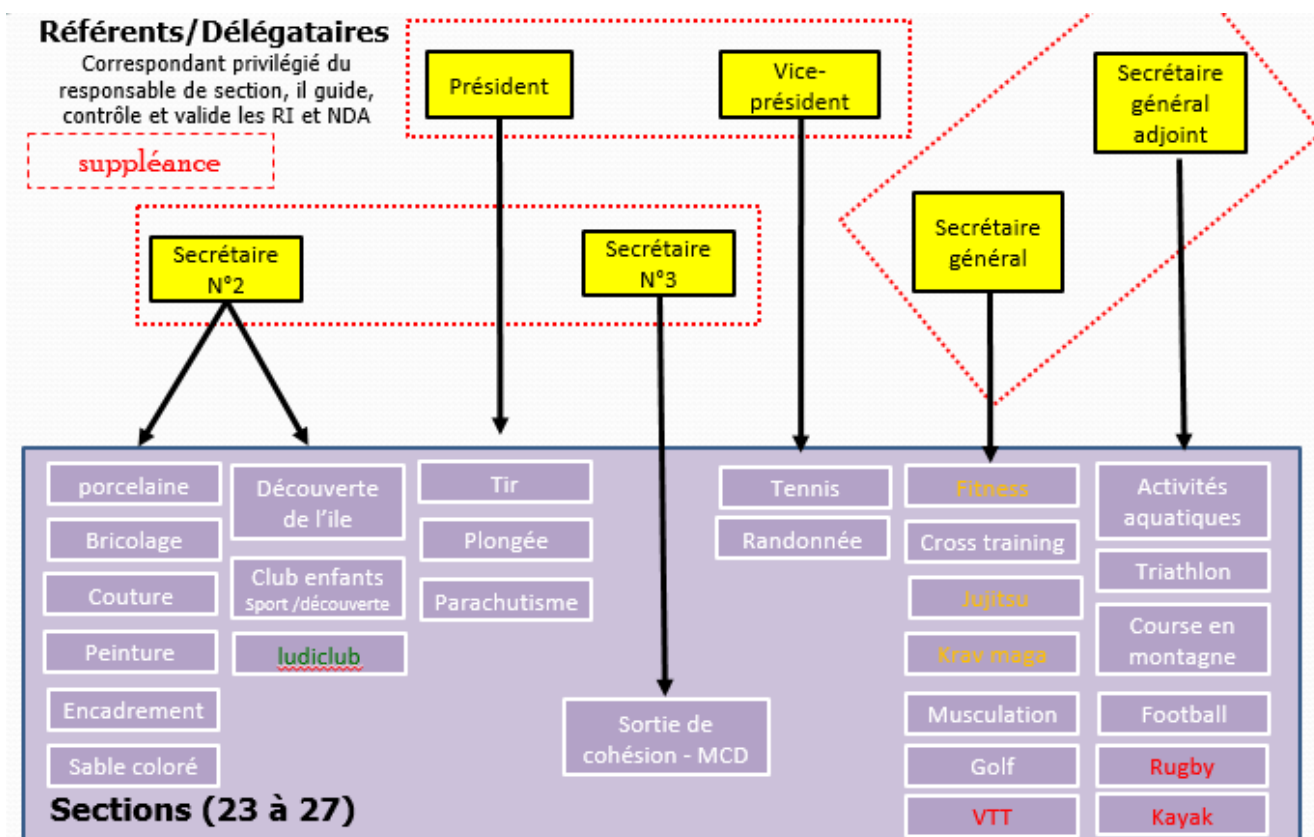 Référents/Délégataires
Correspondant privilégié du
responsable de section, il guide,
contrôle et valide les RI et NDA
suppléance
Président
Vice-
président
Secrétaire
général
adjoint
Secrétaire
N°2
Secrétaire
N°3
Secrétaire
général
porcelaine
Bricolage
Couture
Peinture
Encadrement
Sable coloré
Découverte
de l'ile
Club enfants
Sport /découverte
ludiclub
Tir
Plongée
Parachutisme
Sortie de
cohésion - MCD
Tennis
Randonnée
Fitness
Cross training
Jujitsu
Krav maga
Musculation
Golf
VTT
Activités
aquatiques
Triathlon
Course en
montagne
Football
Rugby
Kayak
Sections (23 à 27)